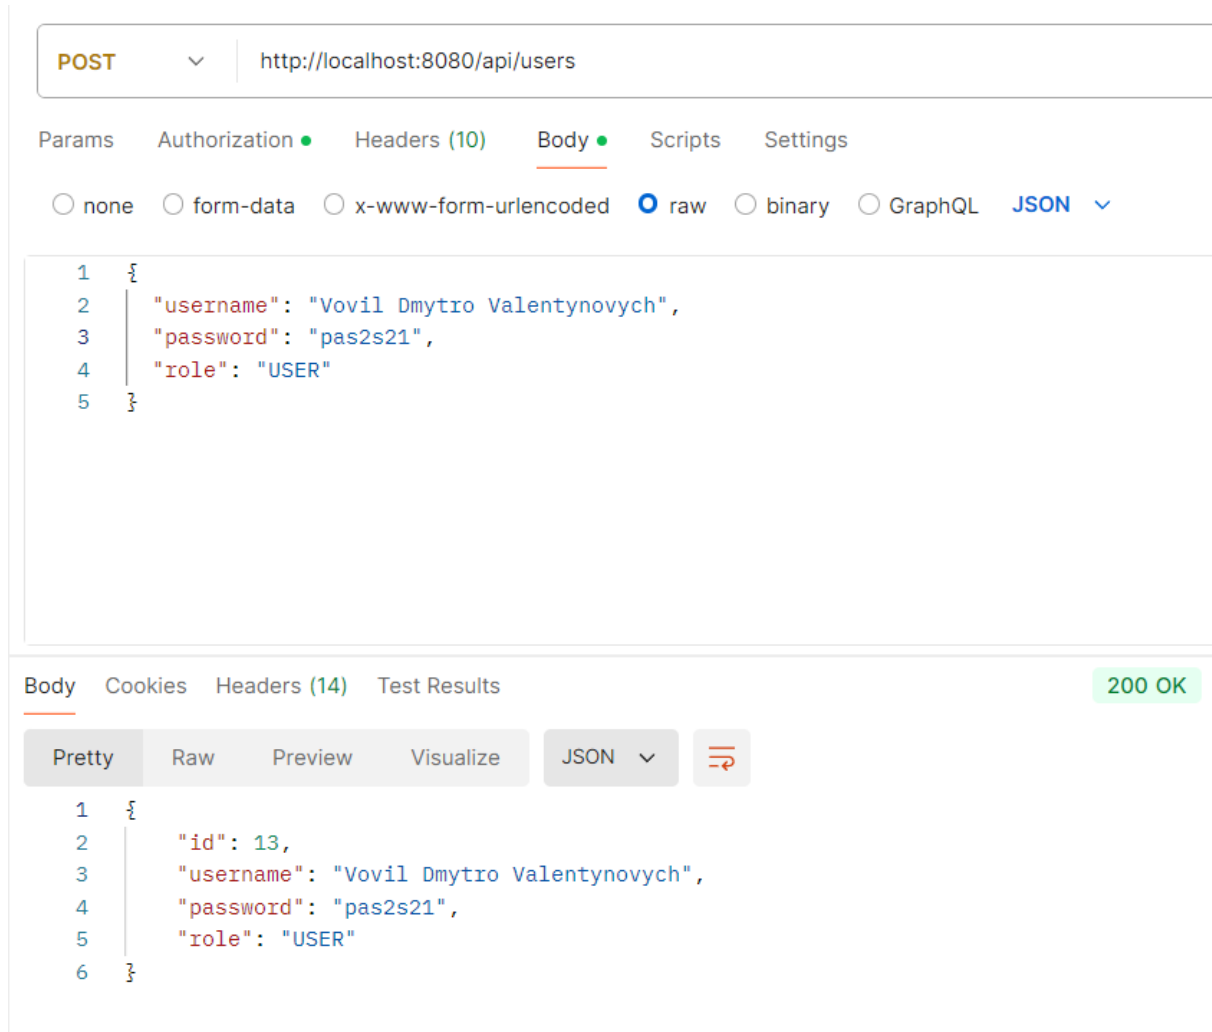 POST http://localhost:8080/api/users
Params Authorization Headers (10) Body Scripts Settings
none form-data x-www-form-urlencoded raw binary GraphQL JSON
1 {
2 "username": "Vovil Dmytro Valentynovych",
3 "password": "pas2s21",
4 "role": "USER"
5 }
Body Cookies Headers (14) Test Results 200 OK
Pretty Raw Preview Visualize JSON
1 {
2 "id": 13,
3 "username": "Vovil Dmytro Valentynovych",
4 "password": "pas2s21",
5 "role": "USER"
6 }